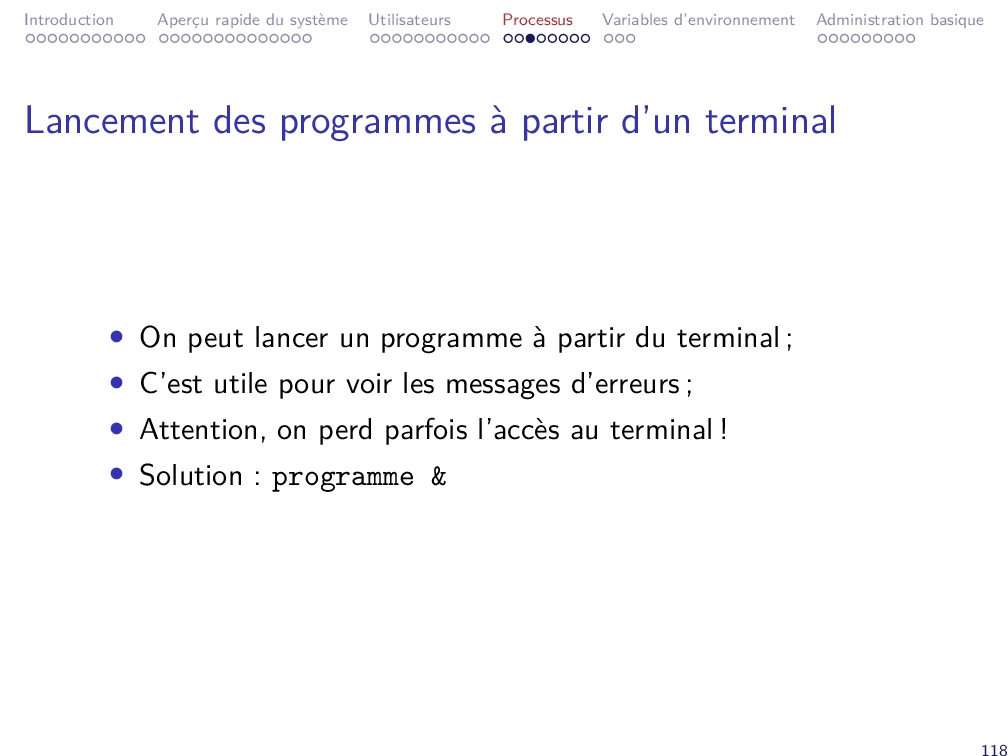 Introduction Aperçu rapide du système Utilisateurs Processus Variables d'environnement Administration basique
Lancement des programmes à partir d'un terminal
• On peut lancer un programme à partir du terminal ;
• C'est utile pour voir les messages d'erreurs ;
• Attention, on perd parfois l'accès au terminal !
• Solution : programme &
118